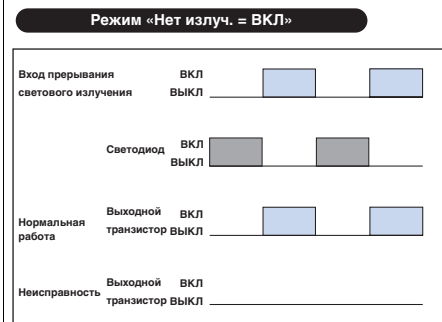 Режим «Нет излуч. = ВКЛ»
Вход прерывания ВКЛ
светового излучения ВЫКЛ
Светодиод ВКЛ
ВЫКЛ
Нормальная работа
Выходной ВКЛ
транзистор ВЫКЛ
Неисправность
Выходной ВКЛ
транзистор ВЫКЛ